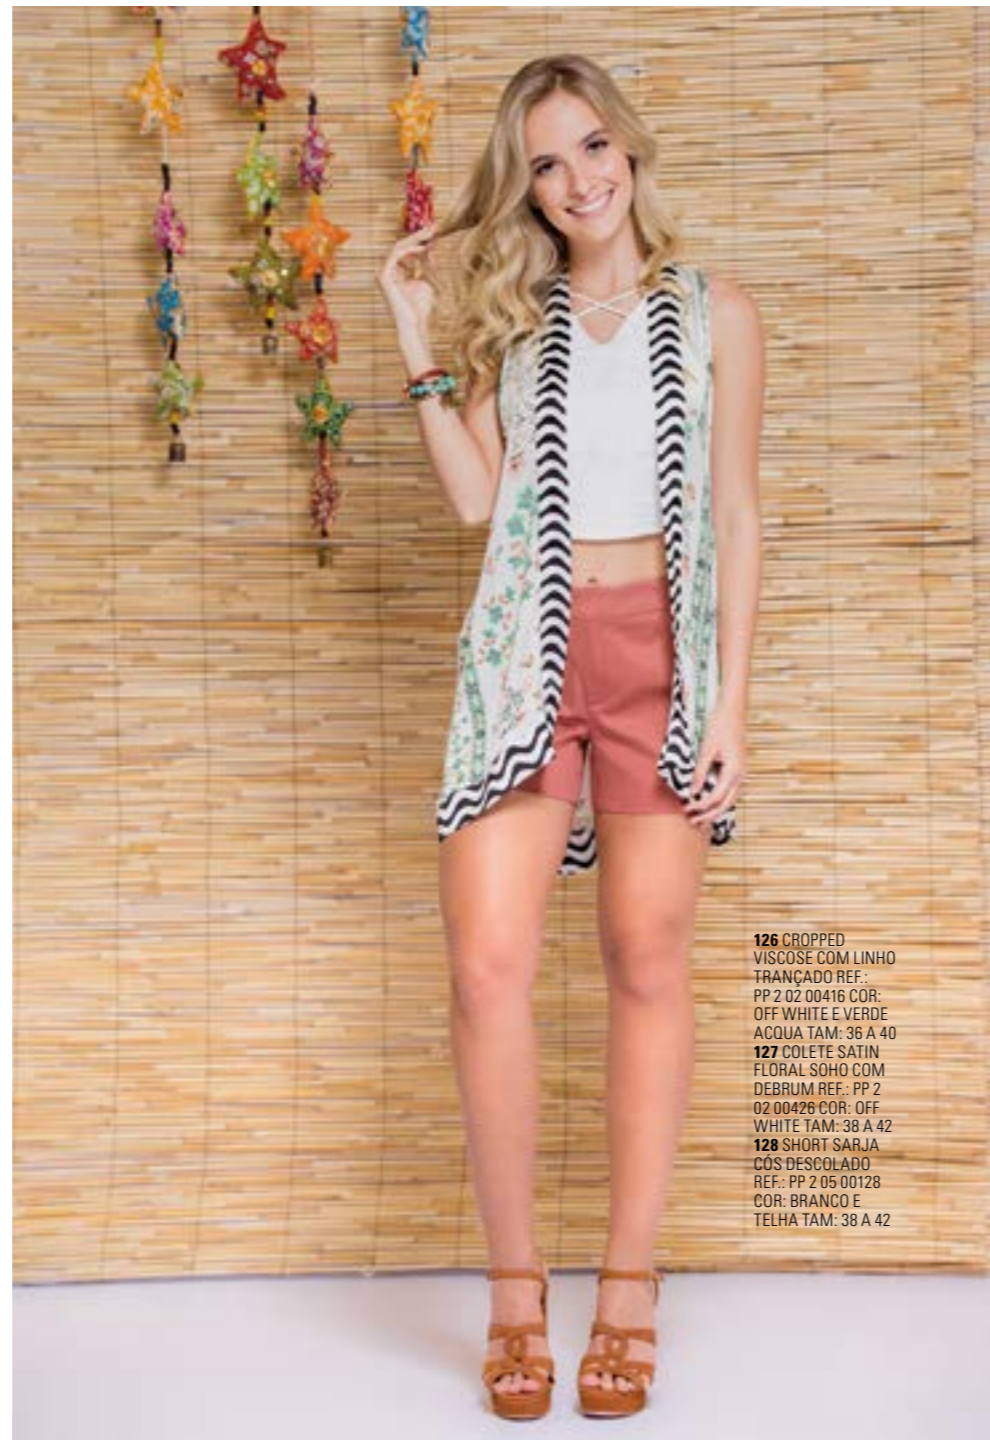 126 CROPPED
VISCOSE COM LINHO
TRANÇADO REF.:
PP 2 02 00416 COR:
OFF WHITE E VERDE
ACQUA TAM: 36 A 40
127 COLETE SATIN
FLORAL SOHO COM
DEBRUM REF.: PP 2
02 00426 COR: OFF
WHITE TAM: 38 A 42
128 SHORT SARJA
CÓS DESCOLADO
REF.: PP 2 05 00128
COR: BRANCO E
TELHA TAM: 38 A 42